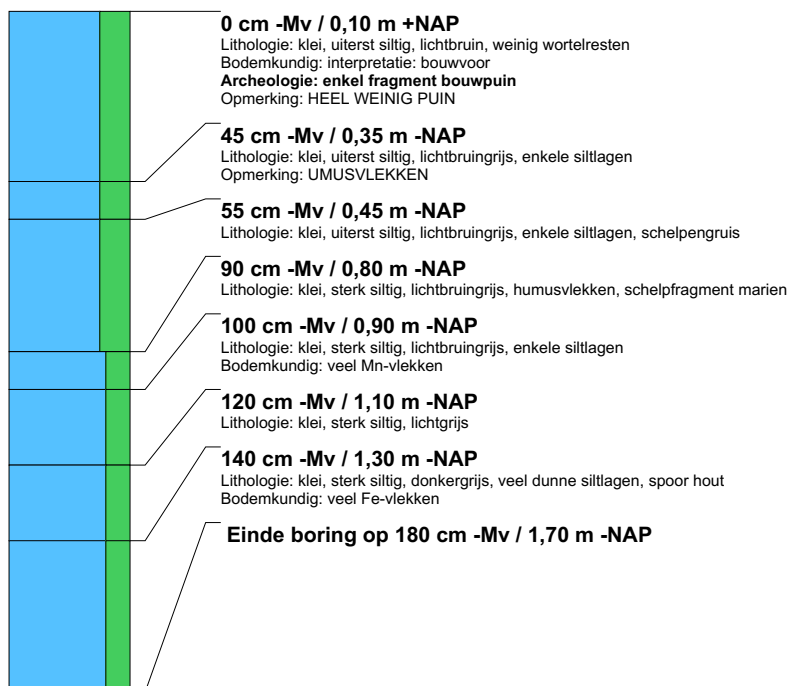 0 cm -Mv / 0,10 m +NAP
Lithologie: klei, uiterst siltig, lichtbruin, weinig wortelresten
Bodemkundig: interpretatie: bouwvoor
Archeologie: enkel fragment bouwpuin
Opmerking: HEEL WEINIG PUIN
45 cm -Mv / 0,35 m -NAP
Lithologie: klei, uiterst siltig, lichtbruingrijs, enkele siltlagen
Opmerking: UMUSVLEKKEN
55 cm -Mv / 0,45 m -NAP
Lithologie: klei, uiterst siltig, lichtbruingrijs, enkele siltlagen, schelpengruis
90 cm -Mv / 0,80 m -NAP
Lithologie: klei, sterk siltig, lichtbruingrijs, humusvlekken, schelpfragment marien
100 cm -Mv / 0,90 m -NAP
Lithologie: klei, sterk siltig, lichtbruingrijs, enkele siltlagen
Bodemkundig: veel Mn-vlekken
120 cm -Mv / 1,10 m -NAP
Lithologie: klei, sterk siltig, lichtgrijs
140 cm -Mv / 1,30 m -NAP
Lithologie: klei, sterk siltig, donkergrijs, veel dunne siltlagen, spoor hout
Bodemkundig: veel Fe-vlekken
Einde boring op 180 cm -Mv / 1,70 m -NAP